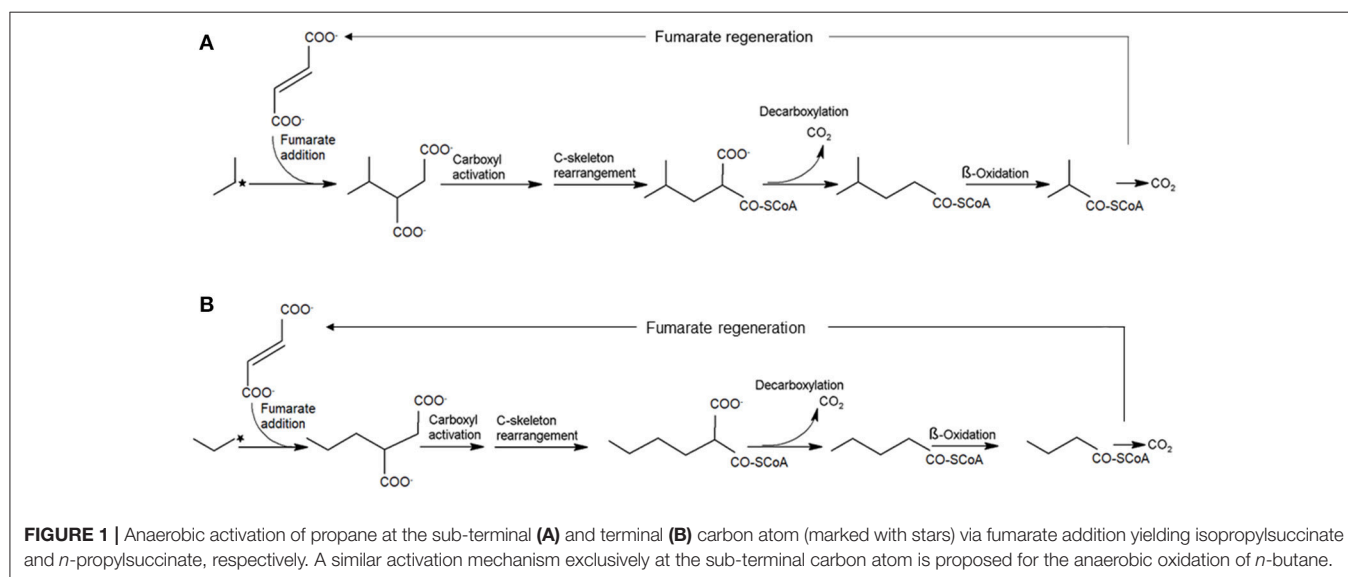 A
COO-
Fumarate regeneration
COO-
Fumarate
addition
COO-
Carboxyl
activation
C-skeleton
rearrangement
COO-
COO-
Decarboxylation
CO2
CO-SCoA
CO-SCoA
ß-Oxidation
CO-SCoA
CO2
B
COO-
Fumarate regeneration
COO-
Fumarate
addition
COO-
Carboxyl
activation
C-skeleton
rearrangement
COO-
COO-
Decarboxylation
CO2
CO-SCoA
CO-SCoA
ß-Oxidation
CO-SCoA
CO2
FIGURE 1 | Anaerobic activation of propane at the sub-terminal (A) and terminal (B) carbon atom (marked with stars) via fumarate addition yielding isopropylsuccinate
and n-propylsuccinate, respectively. A similar activation mechanism exclusively at the sub-terminal carbon atom is proposed for the anaerobic oxidation of n-butane.